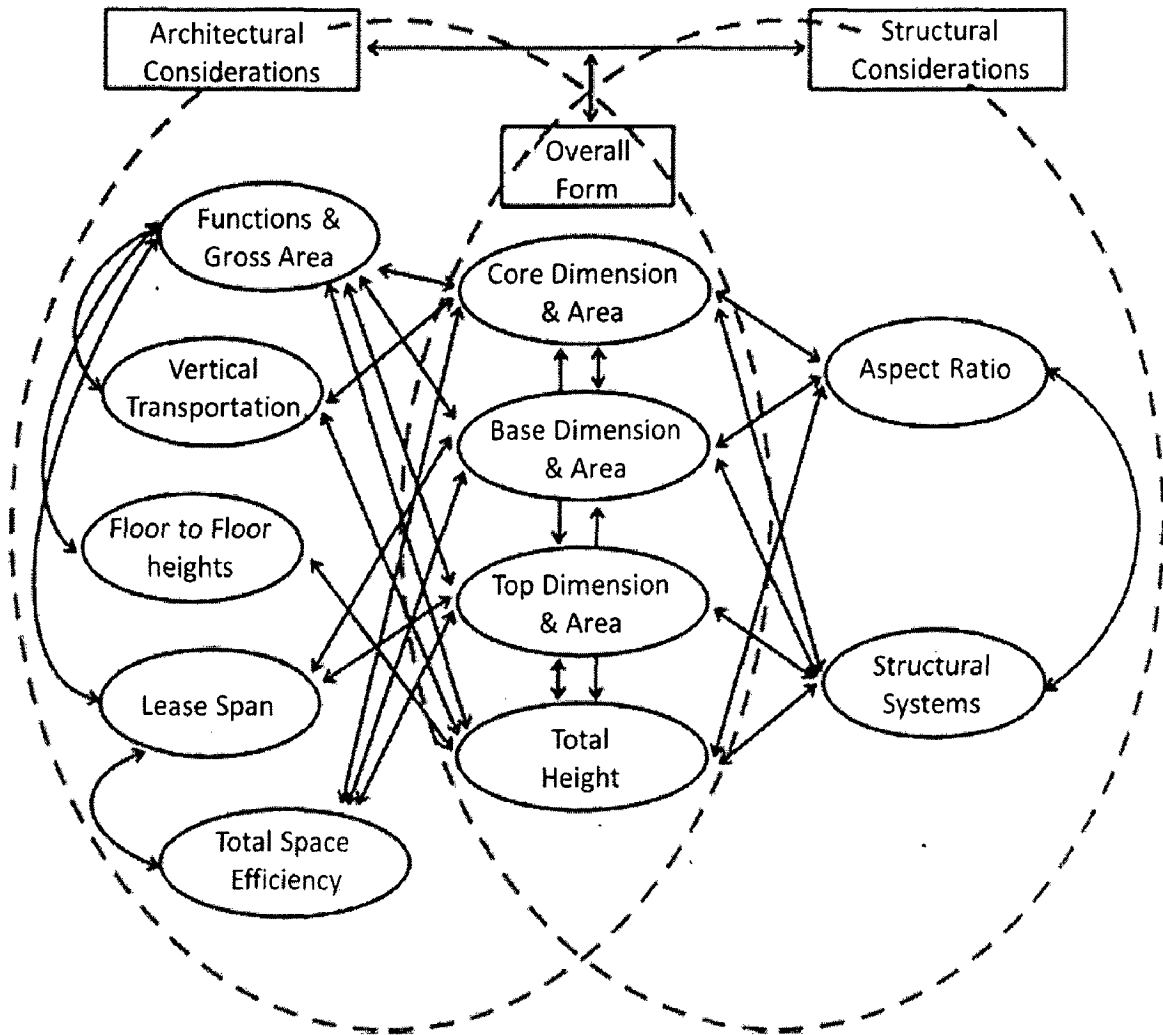 Architectural
Considerations
Structural
Considerations
Overall
Form
Functions &
Gross Area
Vertical
Transportation
Floor to Floor
heights
Lease Span
Total Space
Efficiency
Core Dimension
& Area
Base Dimension
& Area
Top Dimension
& Area
Total
Height
Aspect Ratio
Structural
Systems